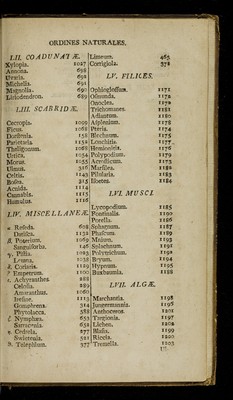 ORDINES NATURALES.
LII. COADUNATÆ.
Xylopia. 1027
Annona. 698
Uvaria. 692
Michelia. 691
Magnolia. 690
Liriodendron. 689
LIII. SCABRIDÆ.
Cecropia. 1099
Ficus. 1068
Dorstenia. 152
Parietaria. 1152
Theligonum. 1068
Urtica. 1054
Morus. 1055
Ulmus. 316
Celtis. 1143
Bosea. 315
Acnida. 1114
Cannabis. 1115
Humulus. 1116
LIV. MISCELLANEÆ.
α Reseda. 608
Datisca. 1132
β Poterium. 1069
Sanguisorba. 146
γ. Pistia. 1023
Lemna. 1038
δ. Coriaria. 1129
ε Empetrum. 1100
ζ. Achyranthes. 288
Celosia. 289
Amaranthus. 1060
Iresine. 1113
Gomphrena. 314
Phytolacca. 588
ζ. Nymphæa. 653
Sarracenia. 652
η. Cedrela. 277
Swietenia. 521
θ. Telephium. 377
Limeum. 463
Corrigiola. 378
LV. FILICES.
Ophioglossum. 1171
Osmunda. 1172
Onoclea. 1170
Trichomanes. 1181
Adiantum. 1180
Asplenium. 1178
Pteris. 1174
Blechnum. 1175
Lonchitis. 1177
Hemionitis. 1176
Polypodium. 1179
Acrostichum. 1173
Marsilea. 1182
Pilularia. 1183
Isoetes. 1184
LVI. MUSCI.
Lycopodium. 1185
Fontinalis. 1190
Porella. 1186
Sphagnum. 1187
Phascum. 1189
Mnium. 1193
Splachnum. 1191
Polytrichum. 1192
Bryum. 1194
Hypnum. 1195
Buxbaumia. 1188
LVII. ALGÆ.
Marchantia. 1198
Jungermannia. 1196
Anthoceros. 1201
Targionia. 1197
Lichen. 1202
Blasia. 1199
Riccia. 1200
Tremella. 1203